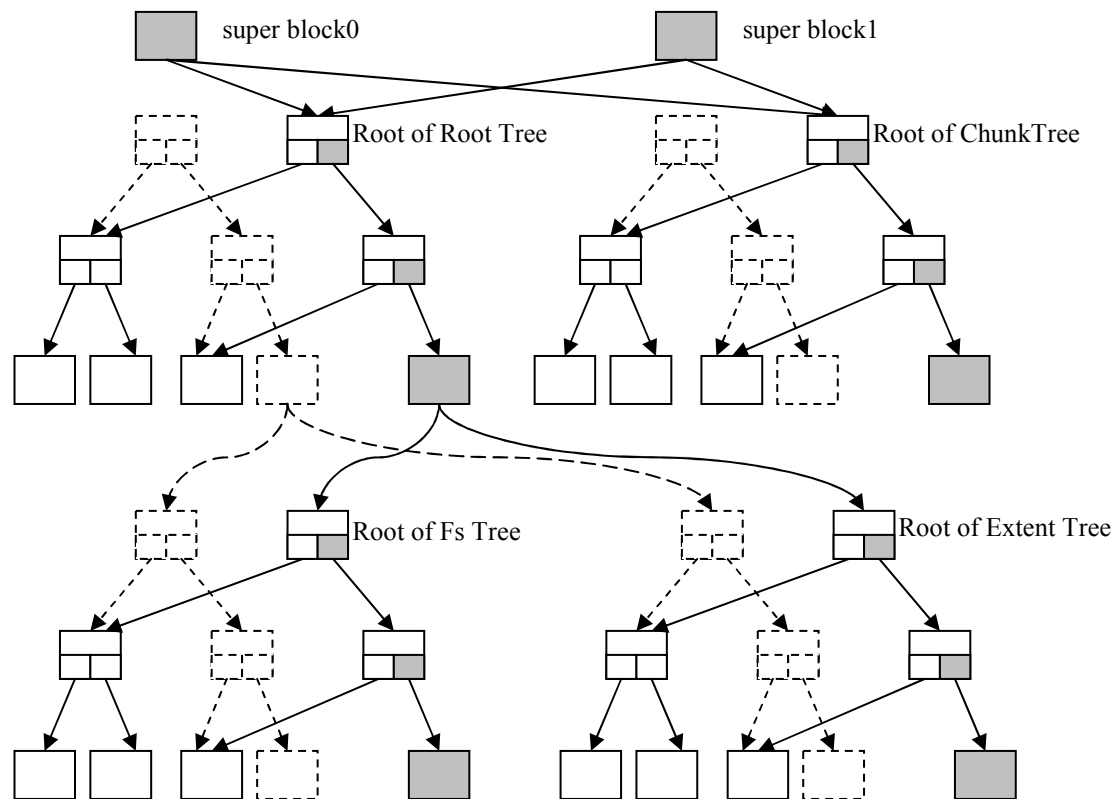 super block0
super block1
Root of Root Tree
Root of ChunkTree
Root of Fs Tree
Root of Extent Tree